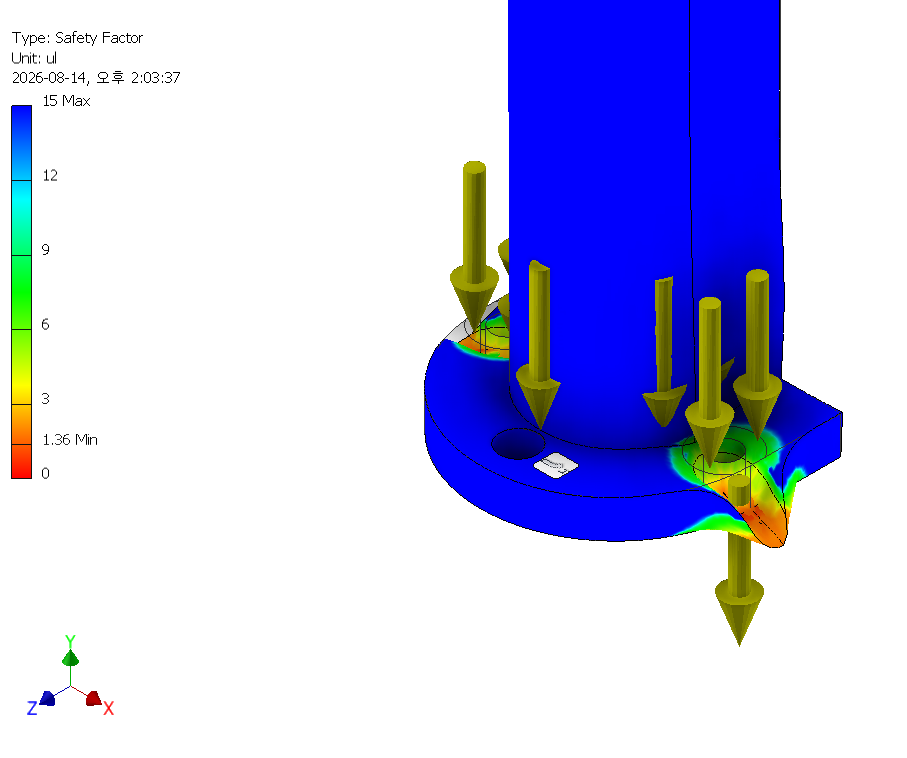 Type: Safety Factor
Unit: ul
2026-08-14, 오후 2:03:37
15 Max
12
9
6
3
1.36 Min
0
Y
Z
X